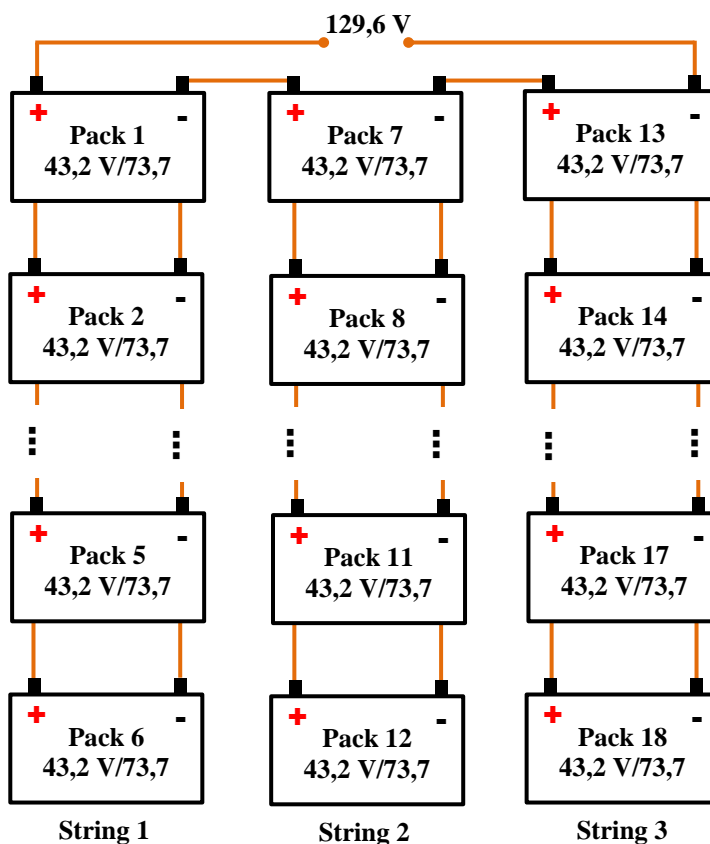 129,6 V
+ -
Pack 1
43,2 V/73,7
+ -
Pack 7
43,2 V/73,7
+ -
Pack 13
43,2 V/73,7
+ -
Pack 2
43,2 V/73,7
+ -
Pack 8
43,2 V/73,7
+ -
Pack 14
43,2 V/73,7
+ -
Pack 5
43,2 V/73,7
+ -
Pack 11
43,2 V/73,7
+ -
Pack 17
43,2 V/73,7
+ -
Pack 6
43,2 V/73,7
+ -
Pack 12
43,2 V/73,7
+ -
Pack 18
43,2 V/73,7
String 1
String 2
String 3